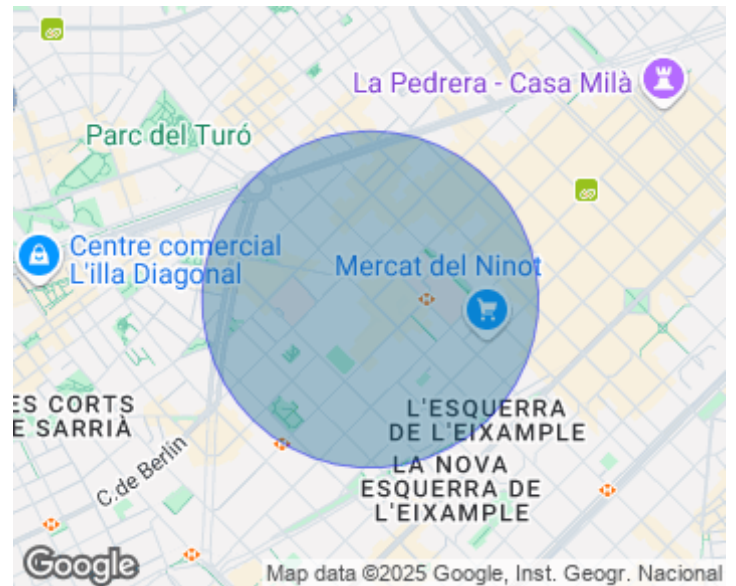 La Pedrera - Casa Milà
Parc del Turó
Centre comercial
L'illa Diagonal
Mercat del Ninot
ES CORTS
E SARRIÀ
L'ESQUERRA
DE L'EIXAMPLE
C. de Berlín
LA NOVA
ESQUERRA DE
L'EIXAMPLE
Google
Map data ©2025 Google, Inst. Geogr. Nacional